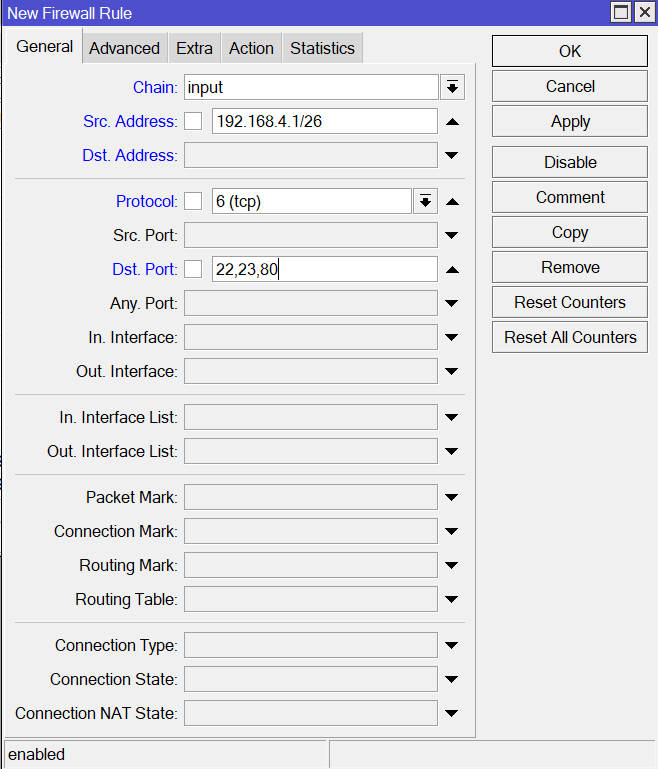 New Firewall Rule
General Advanced Extra Action Statistics
Chain: input
Src. Address: 192.168.4.1/26
Dst. Address:
Protocol: 6 (tcp)
Src. Port:
Dst. Port: 22,23,80
Any. Port:
In. Interface:
Out. Interface:
In. Interface List:
Out. Interface List:
Packet Mark:
Connection Mark:
Routing Mark:
Routing Table:
Connection Type:
Connection State:
Connection NAT State:
OK
Cancel
Apply
Disable
Comment
Copy
Remove
Reset Counters
Reset All Counters
enabled